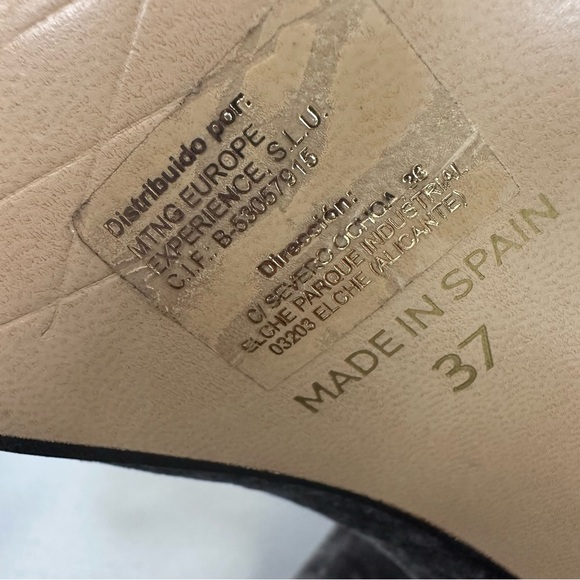 Distribuido por:
MTNG EUROPE
EXPERIENCE, S.L.U.
C.I.F: B-53057915
Dirección:
C/ SEVERO OCHOA 26
ELCHE PARQUE INDUSTRIAL
03203 ELCHE (ALICANTE)
MADE IN SPAIN
37